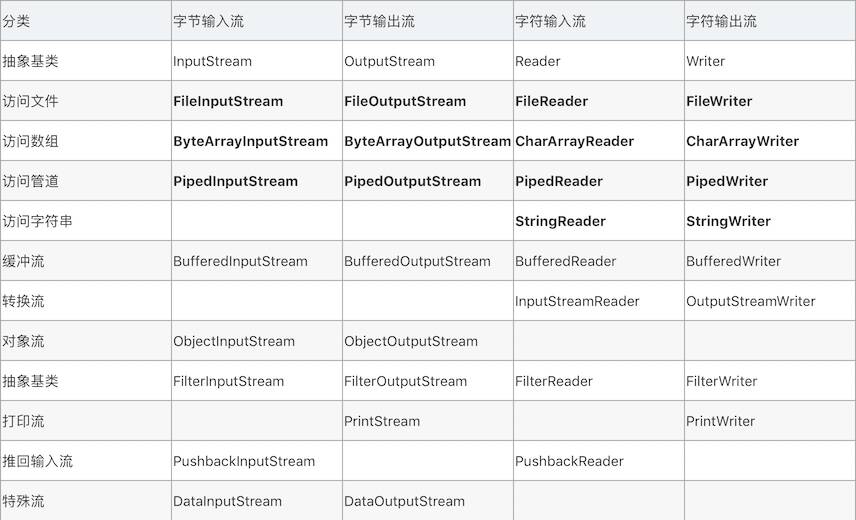 分类 字节输入流 字节输出流 字符输入流 字符输出流
抽象基类 InputStream OutputStream Reader Writer
访问文件 FileInputStream FileOutputStream FileReader FileWriter
访问数组 ByteArrayInputStream ByteArrayOutputStream CharArrayReader CharArrayWriter
访问管道 PipedInputStream PipedOutputStream PipedReader PipedWriter
访问字符串 StringReader StringWriter
缓冲流 BufferedInputStream BufferedOutputStream BufferedReader BufferedWriter
转换流 InputStreamReader OutputStreamWriter
对象流 ObjectInputStream ObjectOutputStream
抽象基类 FilterInputStream FilterOutputStream FilterReader FilterWriter
打印流 PrintStream PrintWriter
推回输入流 PushbackInputStream PushbackReader
特殊流 DataInputStream DataOutputStream